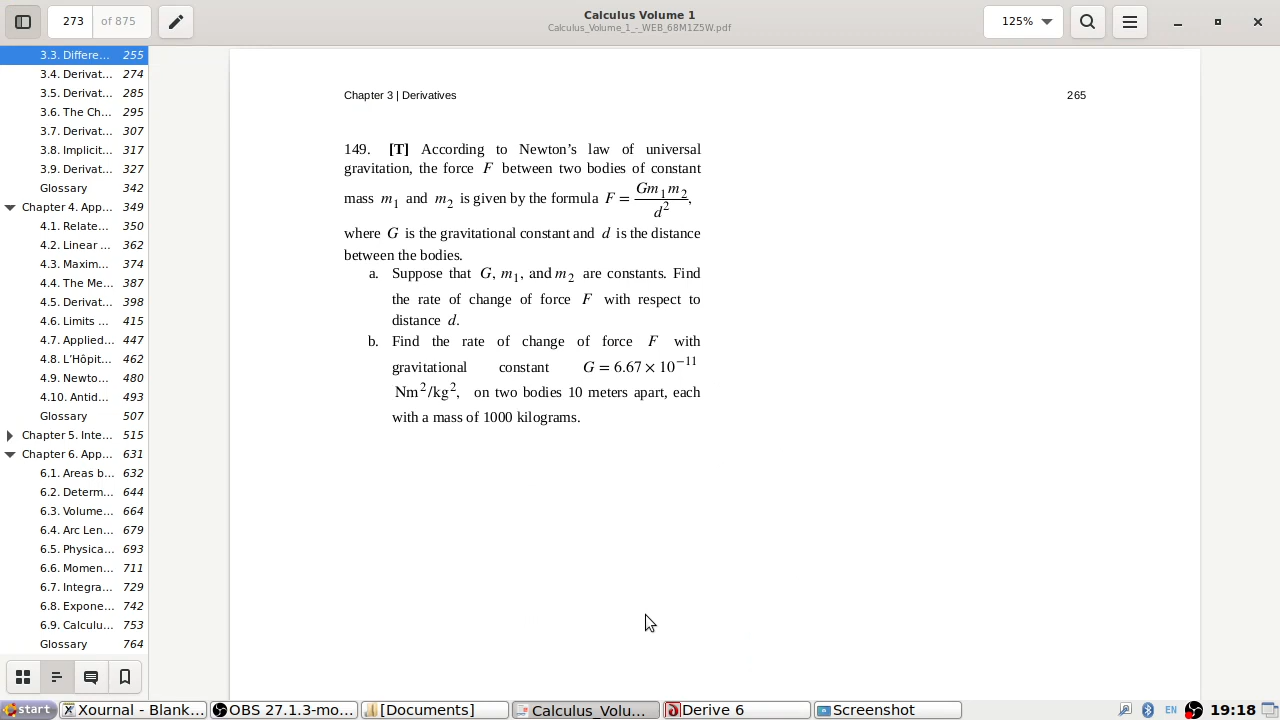 273 of 875
Calculus Volume 1
Calculus_Volume_1_-_WEB_68M1Z5W.pdf
125%
3.3. Differe... 255
3.4. Derivat... 274
3.5. Derivat... 285
3.6. The Ch... 295
3.7. Derivat... 307
3.8. Implicit... 317
3.9. Derivat... 327
Glossary 342
Chapter 4. App... 349
4.1. Relate... 350
4.2. Linear ... 362
4.3. Maxim... 374
4.4. The Me... 387
4.5. Derivat... 398
4.6. Limits ... 415
4.7. Applied... 447
4.8. L’Hôpit... 462
4.9. Newto... 480
4.10. Antid... 493
Glossary 507
Chapter 5. Inte... 515
Chapter 6. App... 631
6.1. Areas b... 632
6.2. Determ... 644
6.3. Volume... 664
6.4. Arc Len... 679
6.5. Physica... 693
6.6. Momen... 711
6.7. Integra... 729
6.8. Expone... 742
6.9. Calculu... 753
Glossary 764
Chapter 3 | Derivatives 265
149. [T] According to Newton’s law of universal
gravitation, the force F between two bodies of constant
mass m₁ and m₂ is given by the formula F = Gm₁m₂/d²,
where G is the gravitational constant and d is the distance
between the bodies.
a. Suppose that G, m₁, and m₂ are constants. Find
the rate of change of force F with respect to
distance d.
b. Find the rate of change of force F with
gravitational constant G = 6.67 × 10⁻¹¹
Nm²/kg², on two bodies 10 meters apart, each
with a mass of 1000 kilograms.
start
Xournal - Blank...
OBS 27.1.3-mo...
[Documents]
Calculus_Volu...
Derive 6
Screenshot
EN
19:18